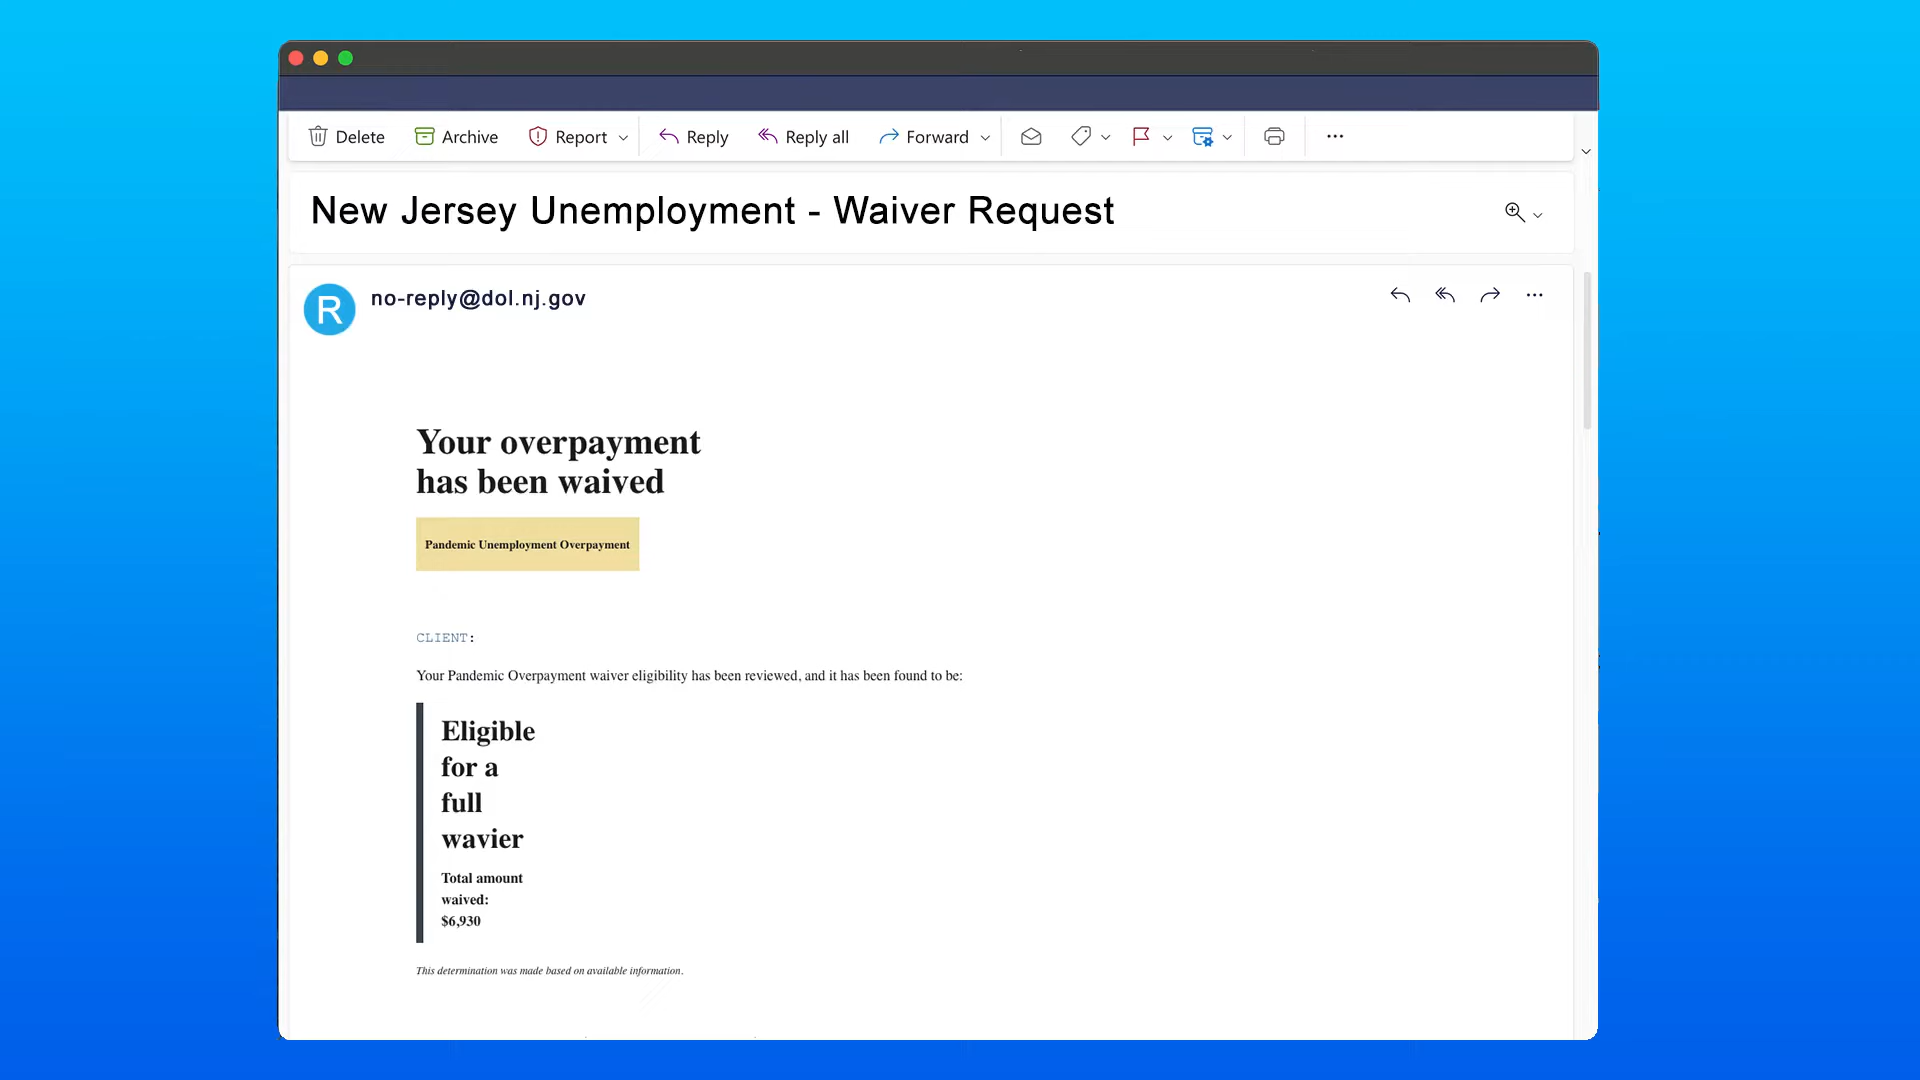 Delete Archive Report Reply Reply all Forward
New Jersey Unemployment - Waiver Request
R no-reply@dol.nj.gov
Your overpayment
has been waived
Pandemic Unemployment Overpayment
CLIENT:
Your Pandemic Overpayment waiver eligibility has been reviewed, and it has been found to be:
Eligible
for a
full
wavier
Total amount
waived:
$6,930
This determination was made based on available information.